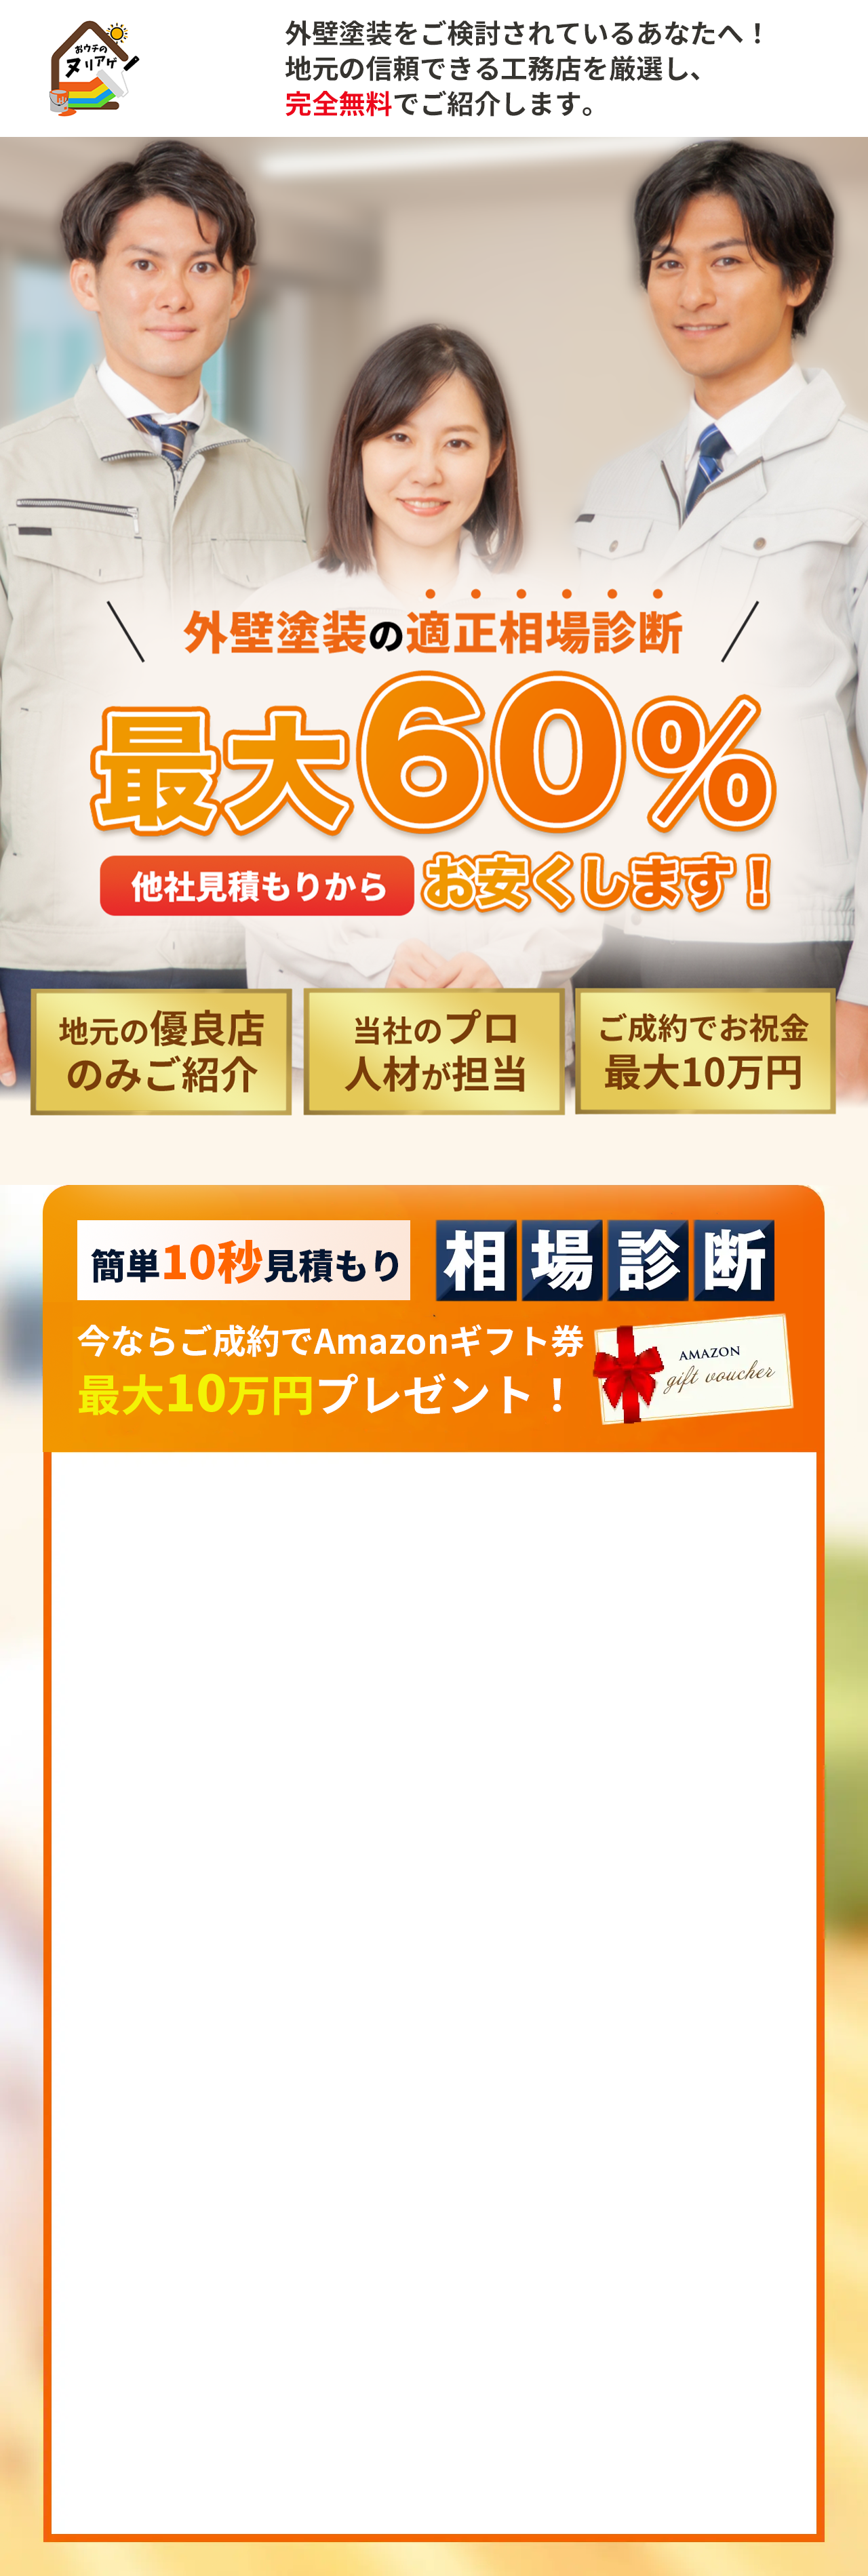 おウチの
ヌリアゲ
外壁塗装をご検討されているあなたへ！
地元の信頼できる工務店を厳選し、
完全無料でご紹介します。
外壁塗装の適正相場診断
最大60%
他社見積もりから お安くします！
地元の優良店
のみご紹介
当社のプロ
人材が担当
ご成約でお祝金
最大10万円
簡単10秒見積もり 相場診断
今ならご成約でAmazonギフト券
最大10万円プレゼント！
AMAZON
gift voucher